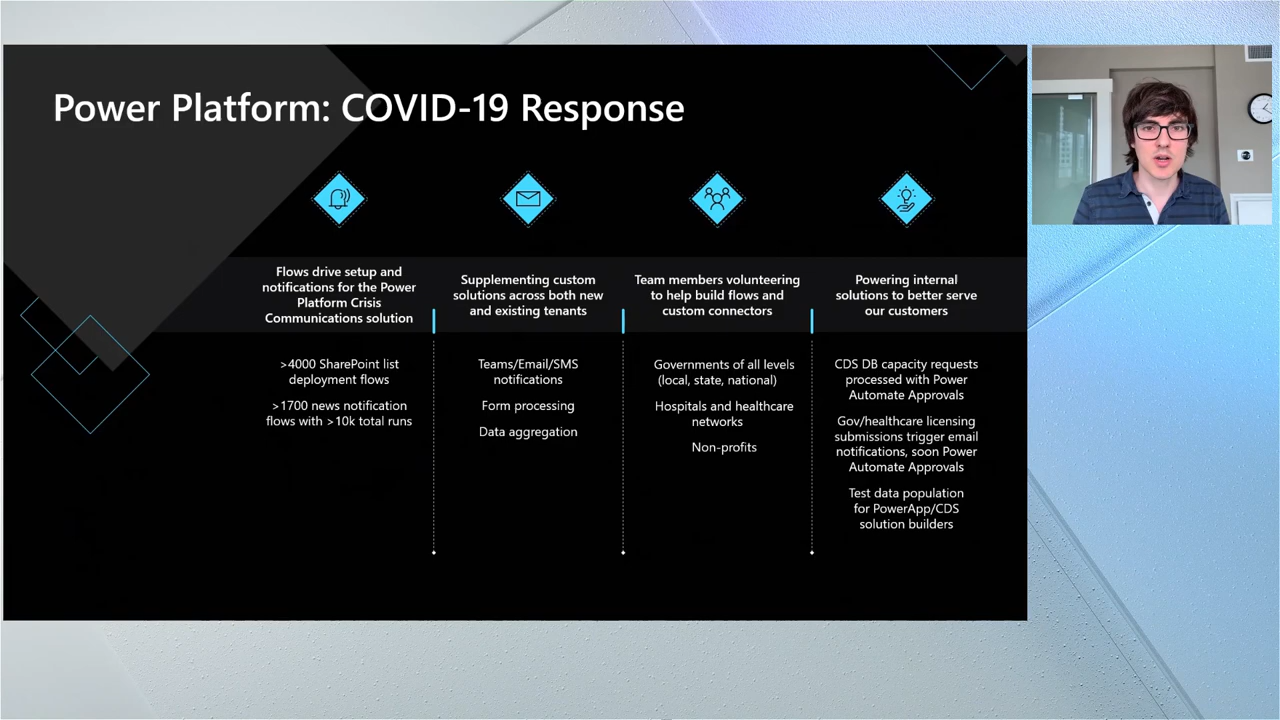 Power Platform: COVID-19 Response
Flows drive setup and
notifications for the Power
Platform Crisis
Communications solution
>4000 SharePoint list
deployment flows
>1700 news notification
flows with >10k total runs
Supplementing custom
solutions across both new
and existing tenants
Teams/Email/SMS
notifications
Form processing
Data aggregation
Team members volunteering
to help build flows and
custom connectors
Governments of all levels
(local, state, national)
Hospitals and healthcare
networks
Non-profits
Powering internal
solutions to better serve
our customers
CDS DB capacity requests
processed with Power
Automate Approvals
Gov/healthcare licensing
submissions trigger email
notifications, soon Power
Automate Approvals
Test data population
for PowerApp/CDS
solution builders